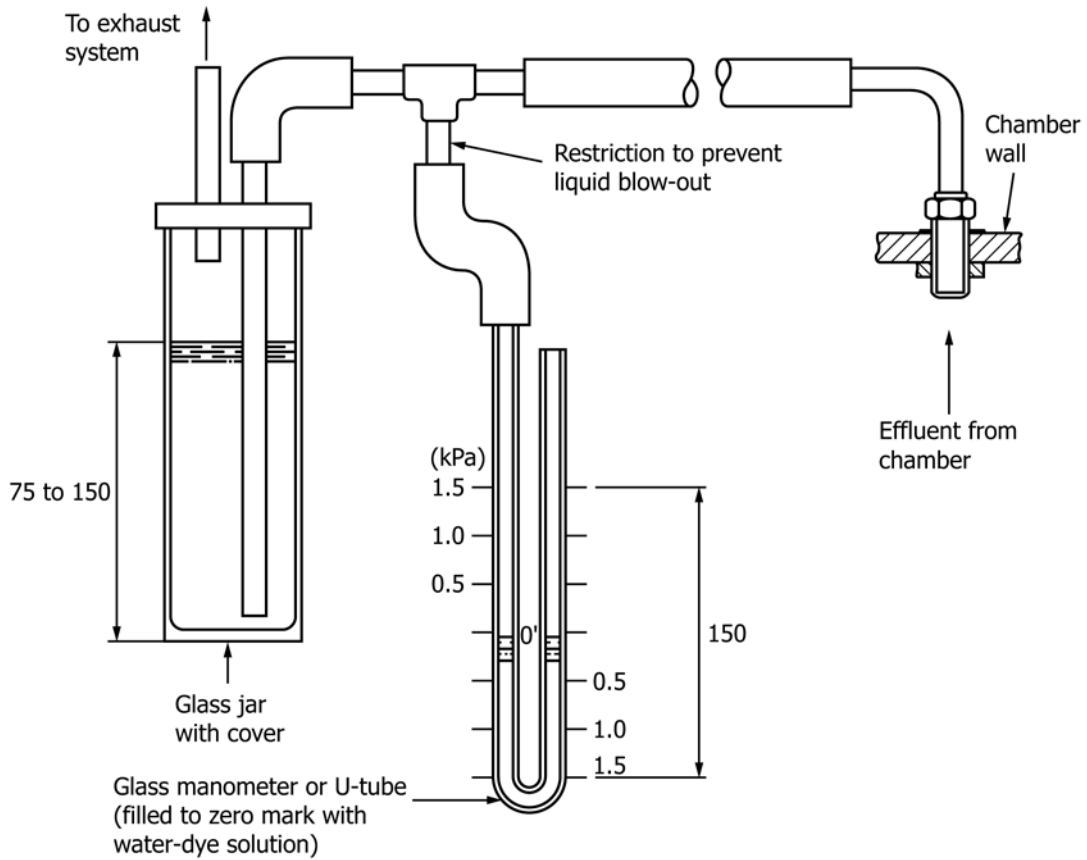 To exhaust
system
Restriction to prevent
liquid blow-out
Chamber
wall
Effluent from
chamber
(kPa)
75 to 150
1.5
1.0
0.5
0'
150
0.5
1.0
1.5
Glass jar
with cover
Glass manometer or U-tube
(filled to zero mark with
water-dye solution)